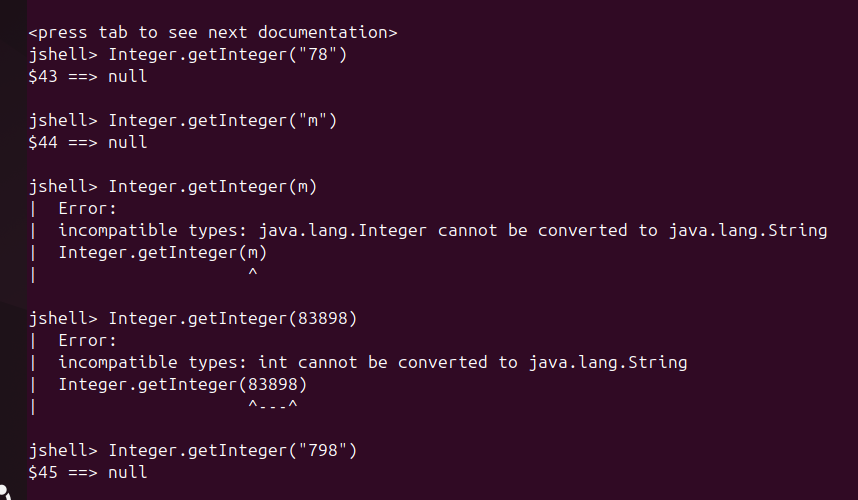 <press tab to see next documentation>
jshell> Integer.getInteger("78")
$43 ==> null
jshell> Integer.getInteger("m")
$44 ==> null
jshell> Integer.getInteger(m)
|  Error:
|  incompatible types: java.lang.Integer cannot be converted to java.lang.String
|  Integer.getInteger(m)
|                     ^
jshell> Integer.getInteger(83898)
|  Error:
|  incompatible types: int cannot be converted to java.lang.String
|  Integer.getInteger(83898)
|                     ^---^
jshell> Integer.getInteger("798")
$45 ==> null